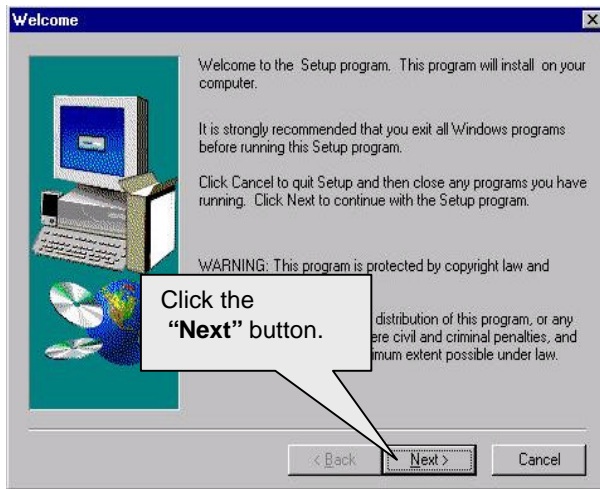 Welcome
Welcome to the Setup program. This program will install on your
computer.
It is strongly recommended that you exit all Windows programs
before running this Setup program.
Click Cancel to quit Setup and then close any programs you have
running. Click Next to continue with the Setup program.
WARNING: This program is protected by copyright law and
Click the
“Next” button.
distribution of this program, or any
ere civil and criminal penalties, and
imum extent possible under law.
< Back
Next >
Cancel